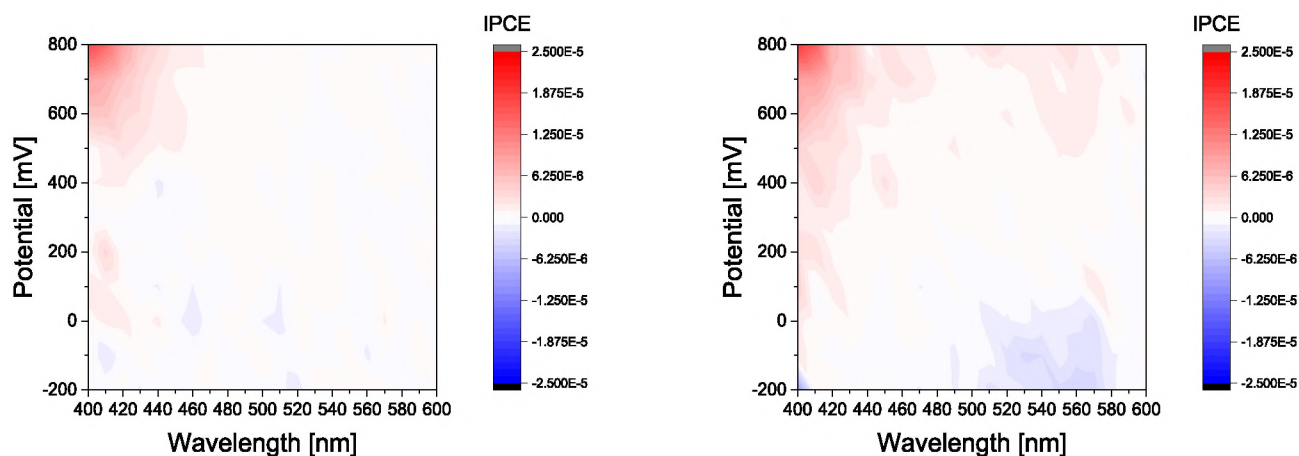 IPCE
800
600
400
200
0
-200
Potential [mV]
400 420 440 460 480 500 520 540 560 580 600
Wavelength [nm]
2.500E-5
1.875E-5
1.250E-5
6.250E-6
0.000
-6.250E-6
-1.250E-5
-1.875E-5
-2.500E-5
IPCE
800
600
400
200
0
-200
Potential [mV]
400 420 440 460 480 500 520 540 560 580 600
Wavelength [nm]
2.500E-5
1.875E-5
1.250E-5
6.250E-6
0.000
-6.250E-6
-1.250E-5
-1.875E-5
-2.500E-5